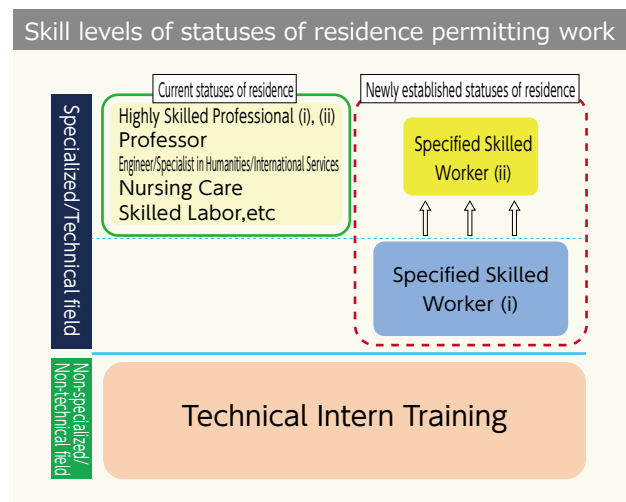 Skill levels of statuses of residence permitting work
Current statuses of residence
Highly Skilled Professional (i), (ii)
Professor
Engineer/Specialist in Humanities/International Services
Nursing Care
Skilled Labor,etc
Newly established statuses of residence
Specified Skilled
Worker (ii)
Specified Skilled
Worker (i)
Specialized/Technical field
Non-specialized/
Non-technical field
Technical Intern Training